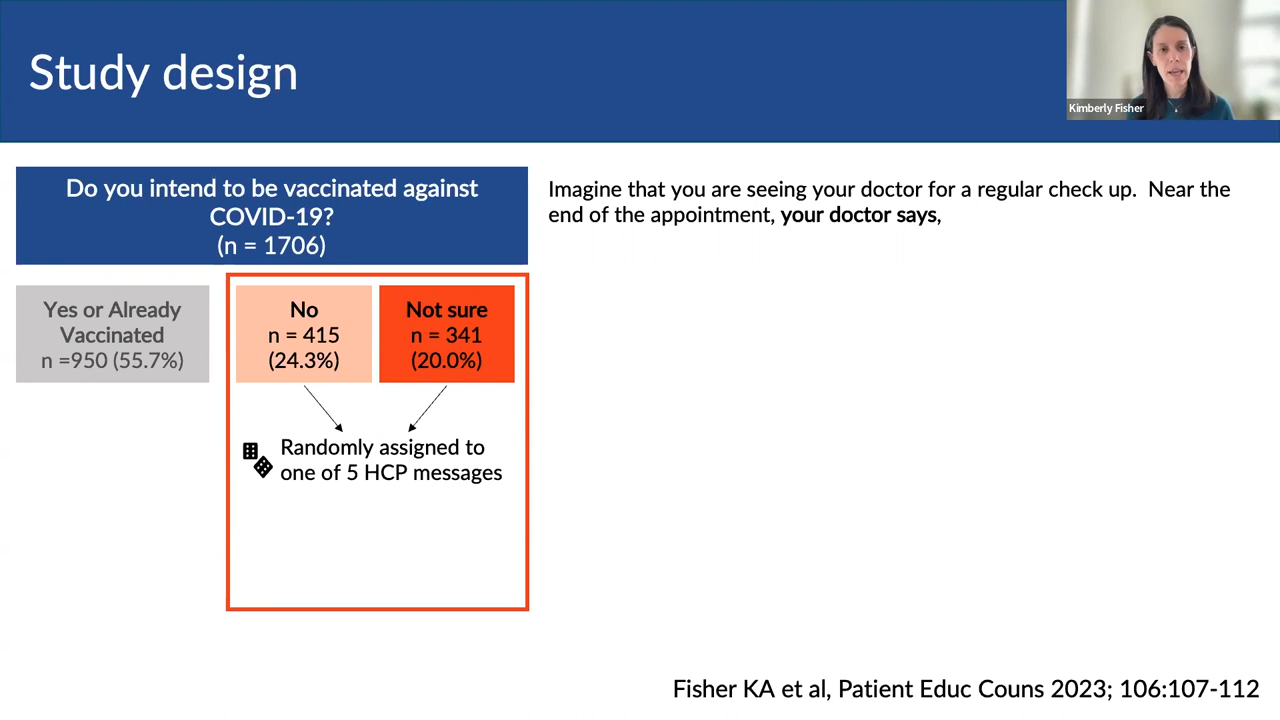 Study design
Kimberly Fisher
Do you intend to be vaccinated against
COVID-19?
(n = 1706)
Yes or Already
Vaccinated
n =950 (55.7%)
No
n = 415
(24.3%)
Not sure
n = 341
(20.0%)
Randomly assigned to
one of 5 HCP messages
Imagine that you are seeing your doctor for a regular check up. Near the
end of the appointment, your doctor says,
Fisher KA et al, Patient Educ Couns 2023; 106:107-112